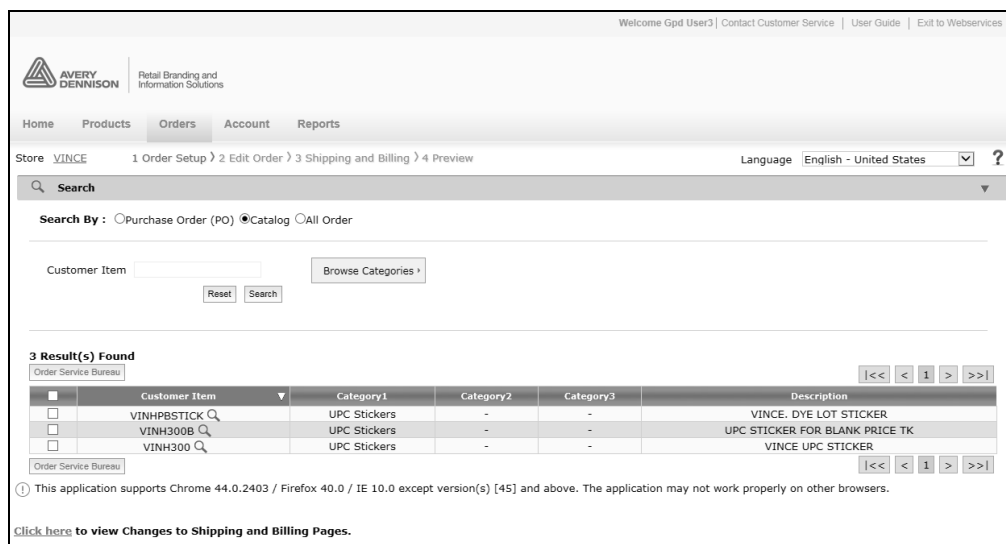 Welcome Gpd User3 | Contact Customer Service | User Guide | Exit to Webservices
AVERY DENNISON
Retail Branding and
Information Solutions
Home Products Orders Account Reports
Store VINCE 1 Order Setup 2 Edit Order 3 Shipping and Billing 4 Preview Language English - United States ?
Search
Search By : Purchase Order (PO) Catalog All Order
Customer Item Browse Categories
Reset Search
3 Result(s) Found
Order Service Bureau |<< < 1 > >>|
Customer Item Category1 Category2 Category3 Description
VINHPBSTICK UPC Stickers - - VINCE. DYE LOT STICKER
VINH300B UPC Stickers - - UPC STICKER FOR BLANK PRICE TK
VINH300 UPC Stickers - - VINCE UPC STICKER
Order Service Bureau |<< < 1 > >>|
This application supports Chrome 44.0.2403 / Firefox 40.0 / IE 10.0 except version(s) [45] and above. The application may not work properly on other browsers.
Click here to view Changes to Shipping and Billing Pages.